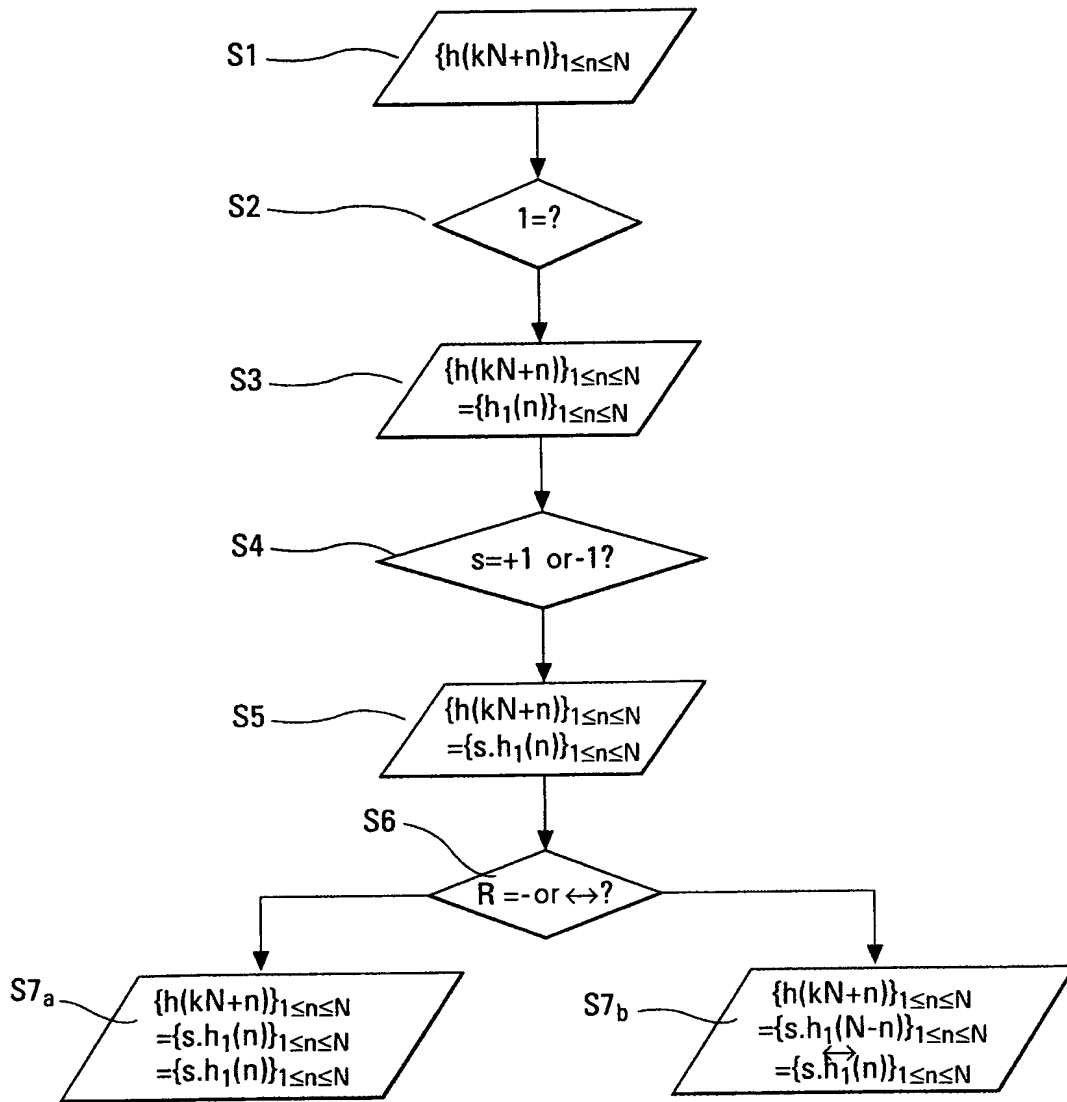 S1
{h(kN+n)}1≤n≤N
S2
1=?
S3
{h(kN+n)}1≤n≤N
={h1(n)}1≤n≤N
S4
s=+1 or-1?
S5
{h(kN+n)}1≤n≤N
={s.h1(n)}1≤n≤N
S6
R =- or ↔?
S7a
{h(kN+n)}1≤n≤N
={s.h1(n)}1≤n≤N
={s.h1(n)}1≤n≤N
S7b
{h(kN+n)}1≤n≤N
={s.h1(N-n)}1≤n≤N
↔
={s.h1(n)}1≤n≤N